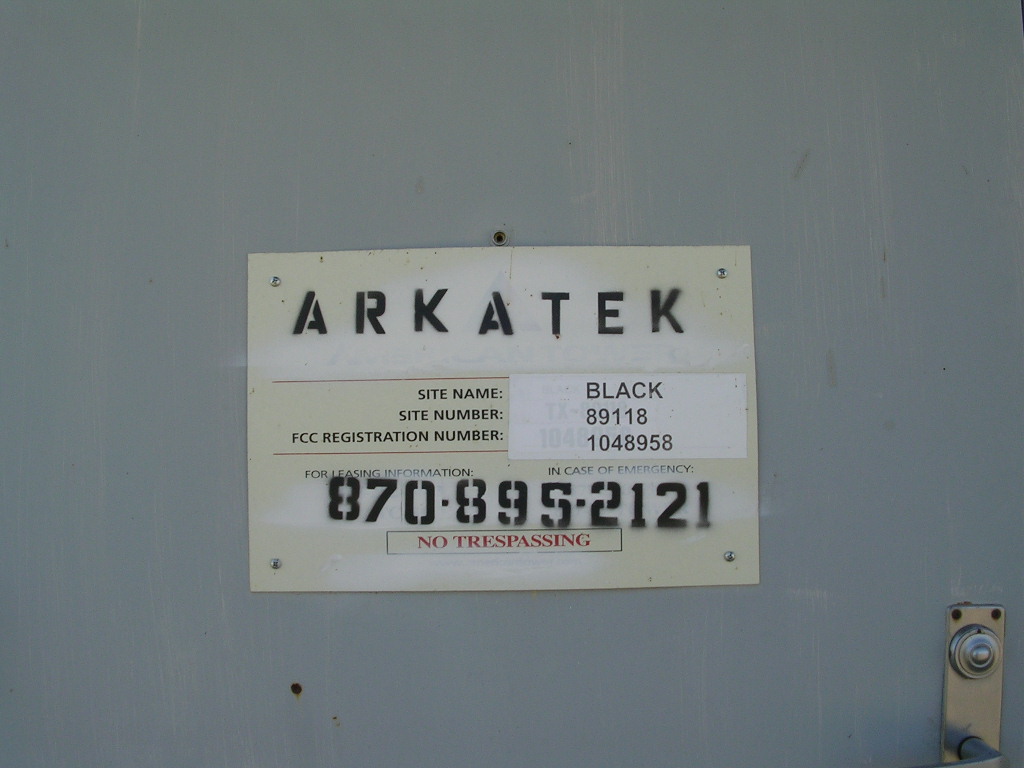 ARKATEK
SITE NAME: BLACK
SITE NUMBER: 89118
FCC REGISTRATION NUMBER: 1048958
FOR LEASING INFORMATION: IN CASE OF EMERGENCY:
870-895-2121
NO TRESPASSING